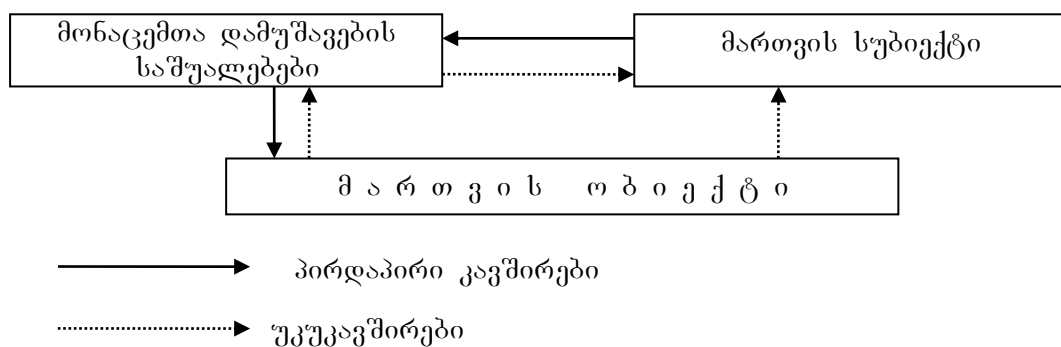 მონაცემთა დამუშავების
საშუალებები
მართვის სუბიექტი
მ ა რ თ ვ ი ს ო ბ ი ე ქ ტ ი
პირდაპირი კავშირები
უკუკავშირები